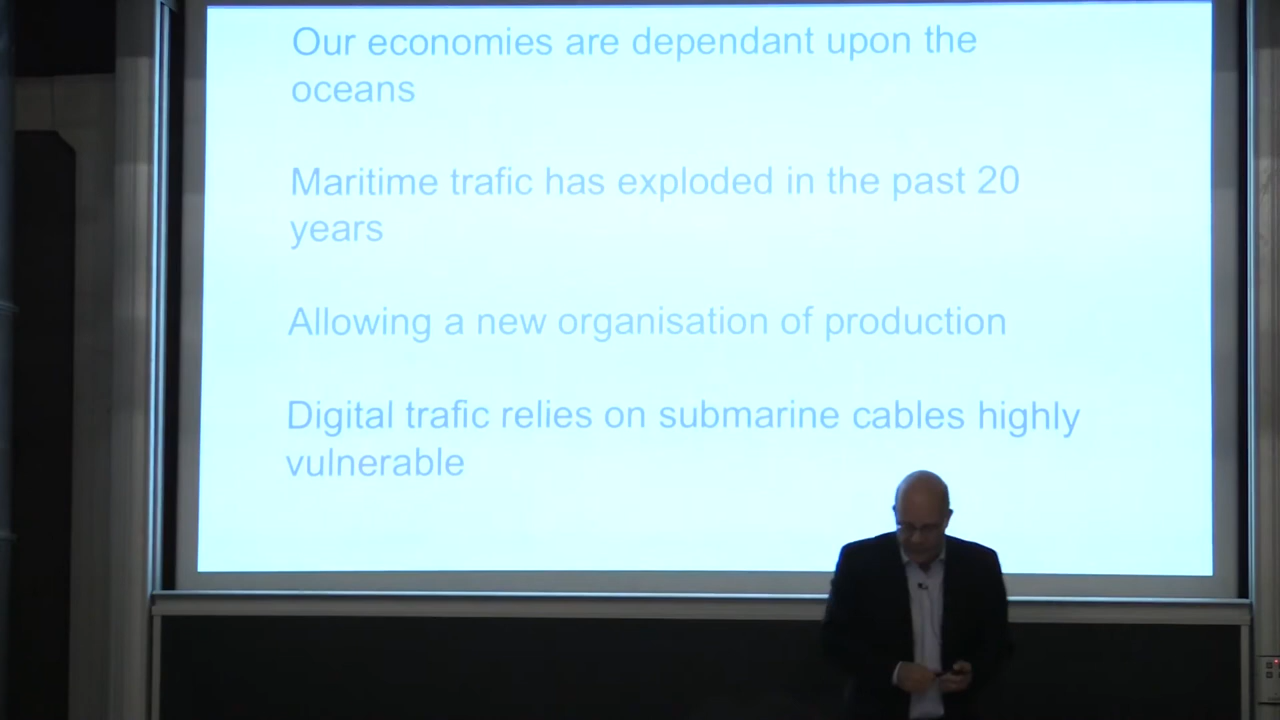 Our economies are dependant upon the
oceans
Maritime trafic has exploded in the past 20
years
Allowing a new organisation of production
Digital trafic relies on submarine cables highly
vulnerable